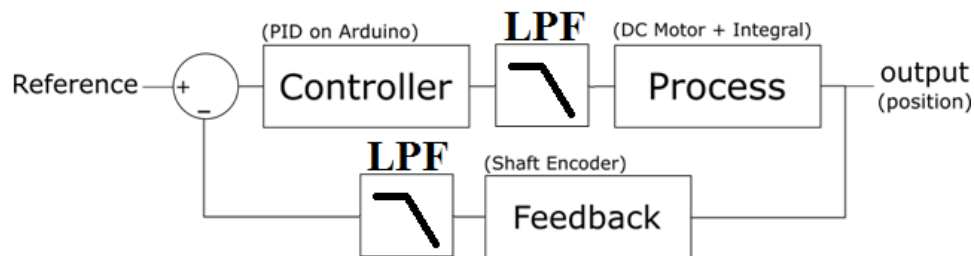 LPF
(PID on Arduino)
(DC Motor + Integral)
Reference
+
−
Controller
Process
output
(position)
LPF
(Shaft Encoder)
Feedback